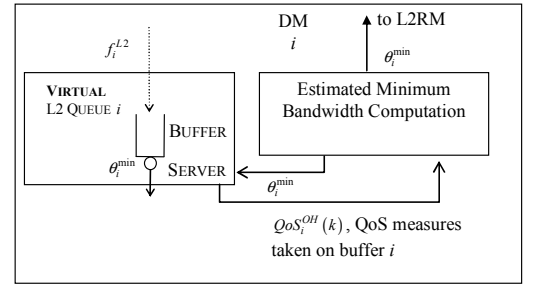 DM
i
to L2RM
f_i^{L2}
θ_i^{min}
VIRTUAL
L2 QUEUE i
BUFFER
θ_i^{min}
SERVER
Estimated Minimum
Bandwidth Computation
θ_i^{min}
QoS_i^{OH}(k), QoS measures
taken on buffer i